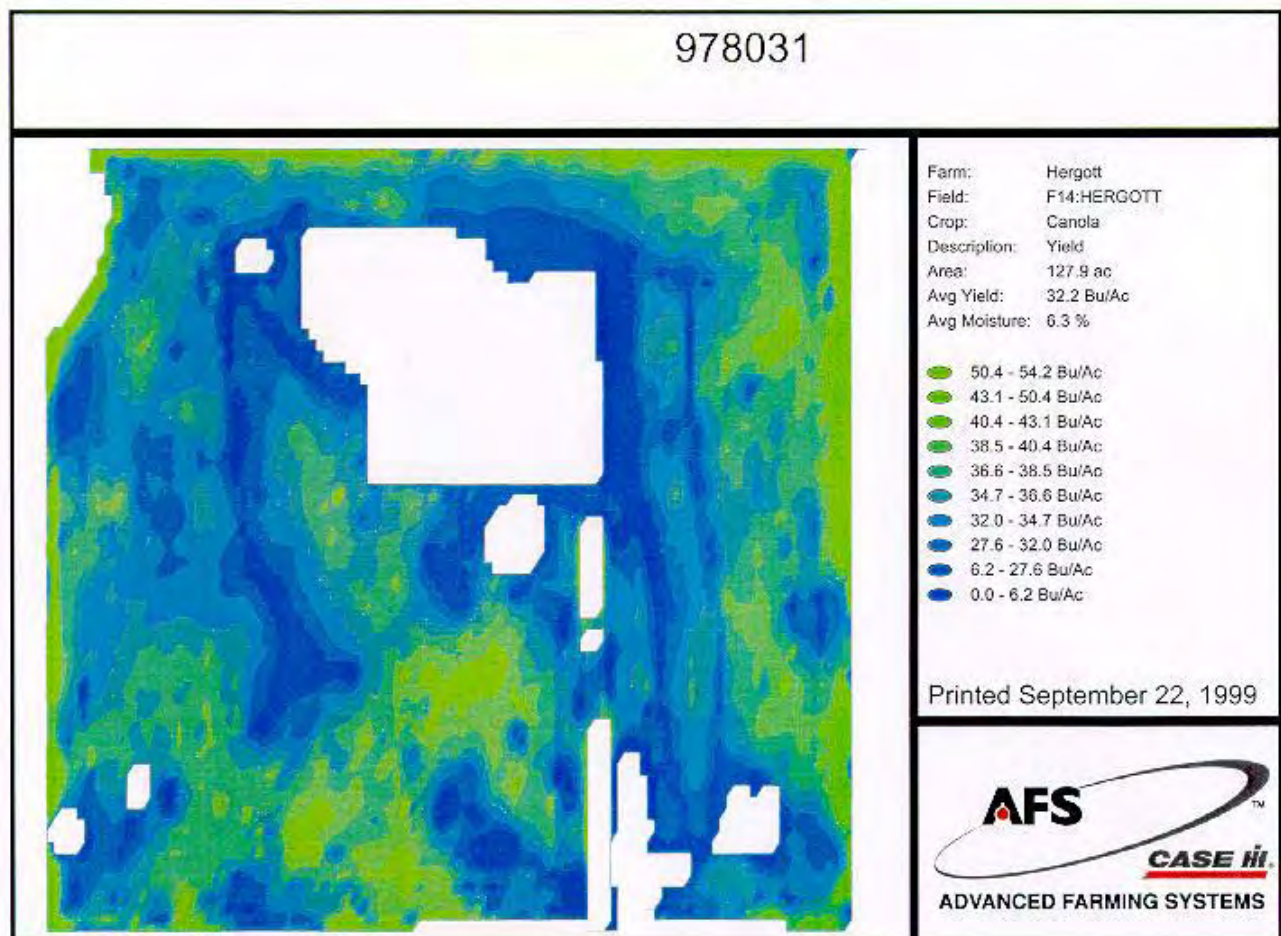 978031
Farm: Hergott
Field: F14:HERGOTT
Crop: Canola
Description: Yield
Area: 127.9 ac
Avg Yield: 32.2 Bu/Ac
Avg Moisture: 6.3 %
50.4 - 54.2 Bu/Ac
43.1 - 50.4 Bu/Ac
40.4 - 43.1 Bu/Ac
38.5 - 40.4 Bu/Ac
36.6 - 38.5 Bu/Ac
34.7 - 36.6 Bu/Ac
32.0 - 34.7 Bu/Ac
27.6 - 32.0 Bu/Ac
6.2 - 27.6 Bu/Ac
0.0 - 6.2 Bu/Ac
Printed September 22, 1999
AFS
TM
CASE IH
ADVANCED FARMING SYSTEMS